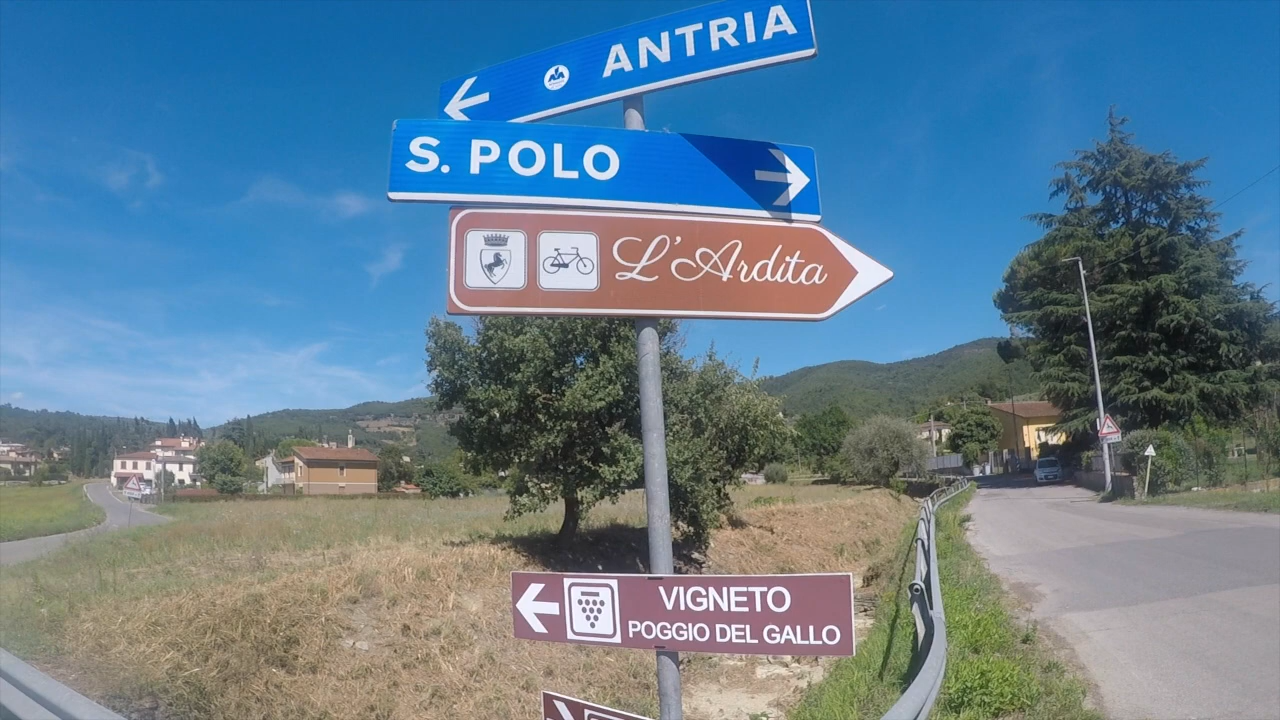 ANTRIA
S. POLO
L'Ardita
VIGNETO
POGGIO DEL GALLO